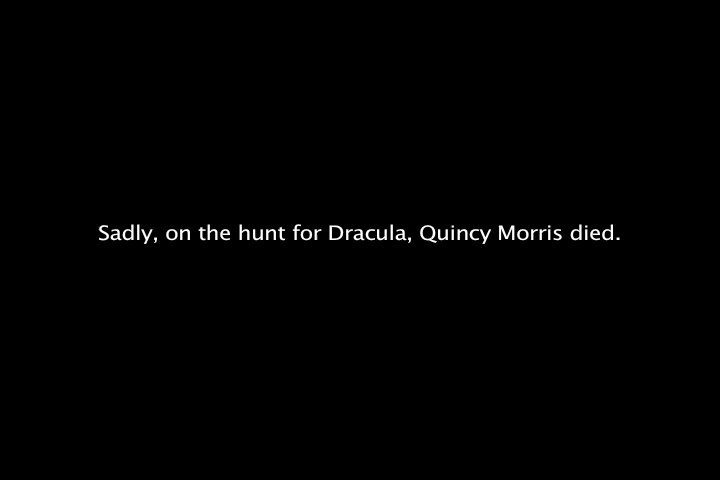 Sadly, on the hunt for Dracula, Quincy Morris died.